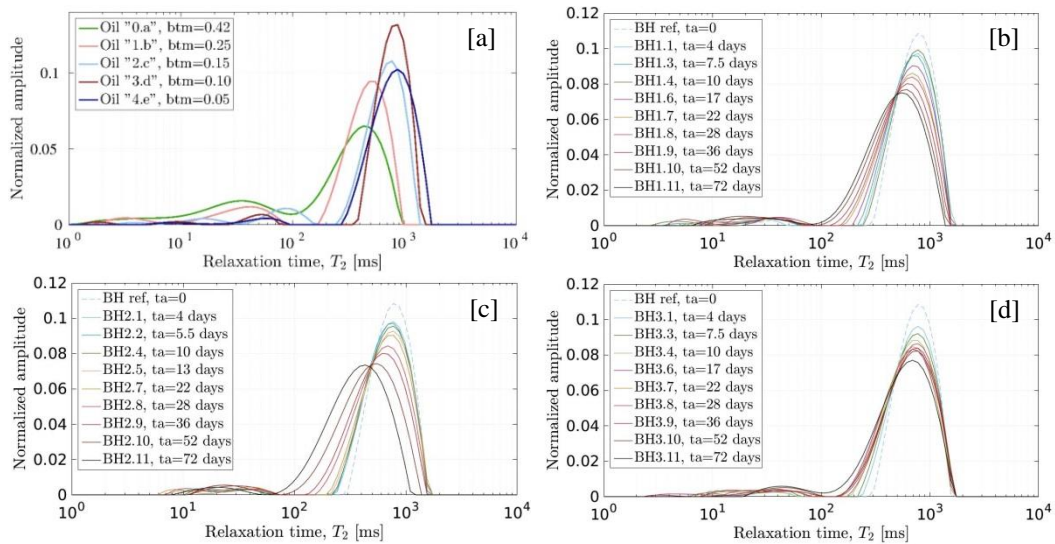 [a]
Normalized amplitude
0.1
0.05
0
Oil "0.a", btm=0.42
Oil "1.b", btm=0.25
Oil "2.c", btm=0.15
Oil "3.d", btm=0.10
Oil "4.e", btm=0.05
10^0 10^1 10^2 10^3 10^4
Relaxation time, T_2 [ms]
[b]
Normalized amplitude
0.12
0.1
0.08
0.06
0.04
0.02
0
BH ref, ta=0
BH1.1, ta=4 days
BH1.3, ta=7.5 days
BH1.4, ta=10 days
BH1.6, ta=17 days
BH1.7, ta=22 days
BH1.8, ta=28 days
BH1.9, ta=36 days
BH1.10, ta=52 days
BH1.11, ta=72 days
10^0 10^1 10^2 10^3 10^4
Relaxation time, T_2 [ms]
[c]
Normalized amplitude
0.12
0.1
0.08
0.06
0.04
0.02
0
BH ref, ta=0
BH2.1, ta=4 days
BH2.2, ta=5.5 days
BH2.4, ta=10 days
BH2.5, ta=13 days
BH2.7, ta=22 days
BH2.8, ta=28 days
BH2.9, ta=36 days
BH2.10, ta=52 days
BH2.11, ta=72 days
10^0 10^1 10^2 10^3 10^4
Relaxation time, T_2 [ms]
[d]
Normalized amplitude
0.12
0.1
0.08
0.06
0.04
0.02
0
BH ref, ta=0
BH3.1, ta=4 days
BH3.3, ta=7.5 days
BH3.4, ta=10 days
BH3.6, ta=17 days
BH3.7, ta=22 days
BH3.8, ta=28 days
BH3.9, ta=36 days
BH3.10, ta=52 days
BH3.11, ta=72 days
10^0 10^1 10^2 10^3 10^4
Relaxation time, T_2 [ms]